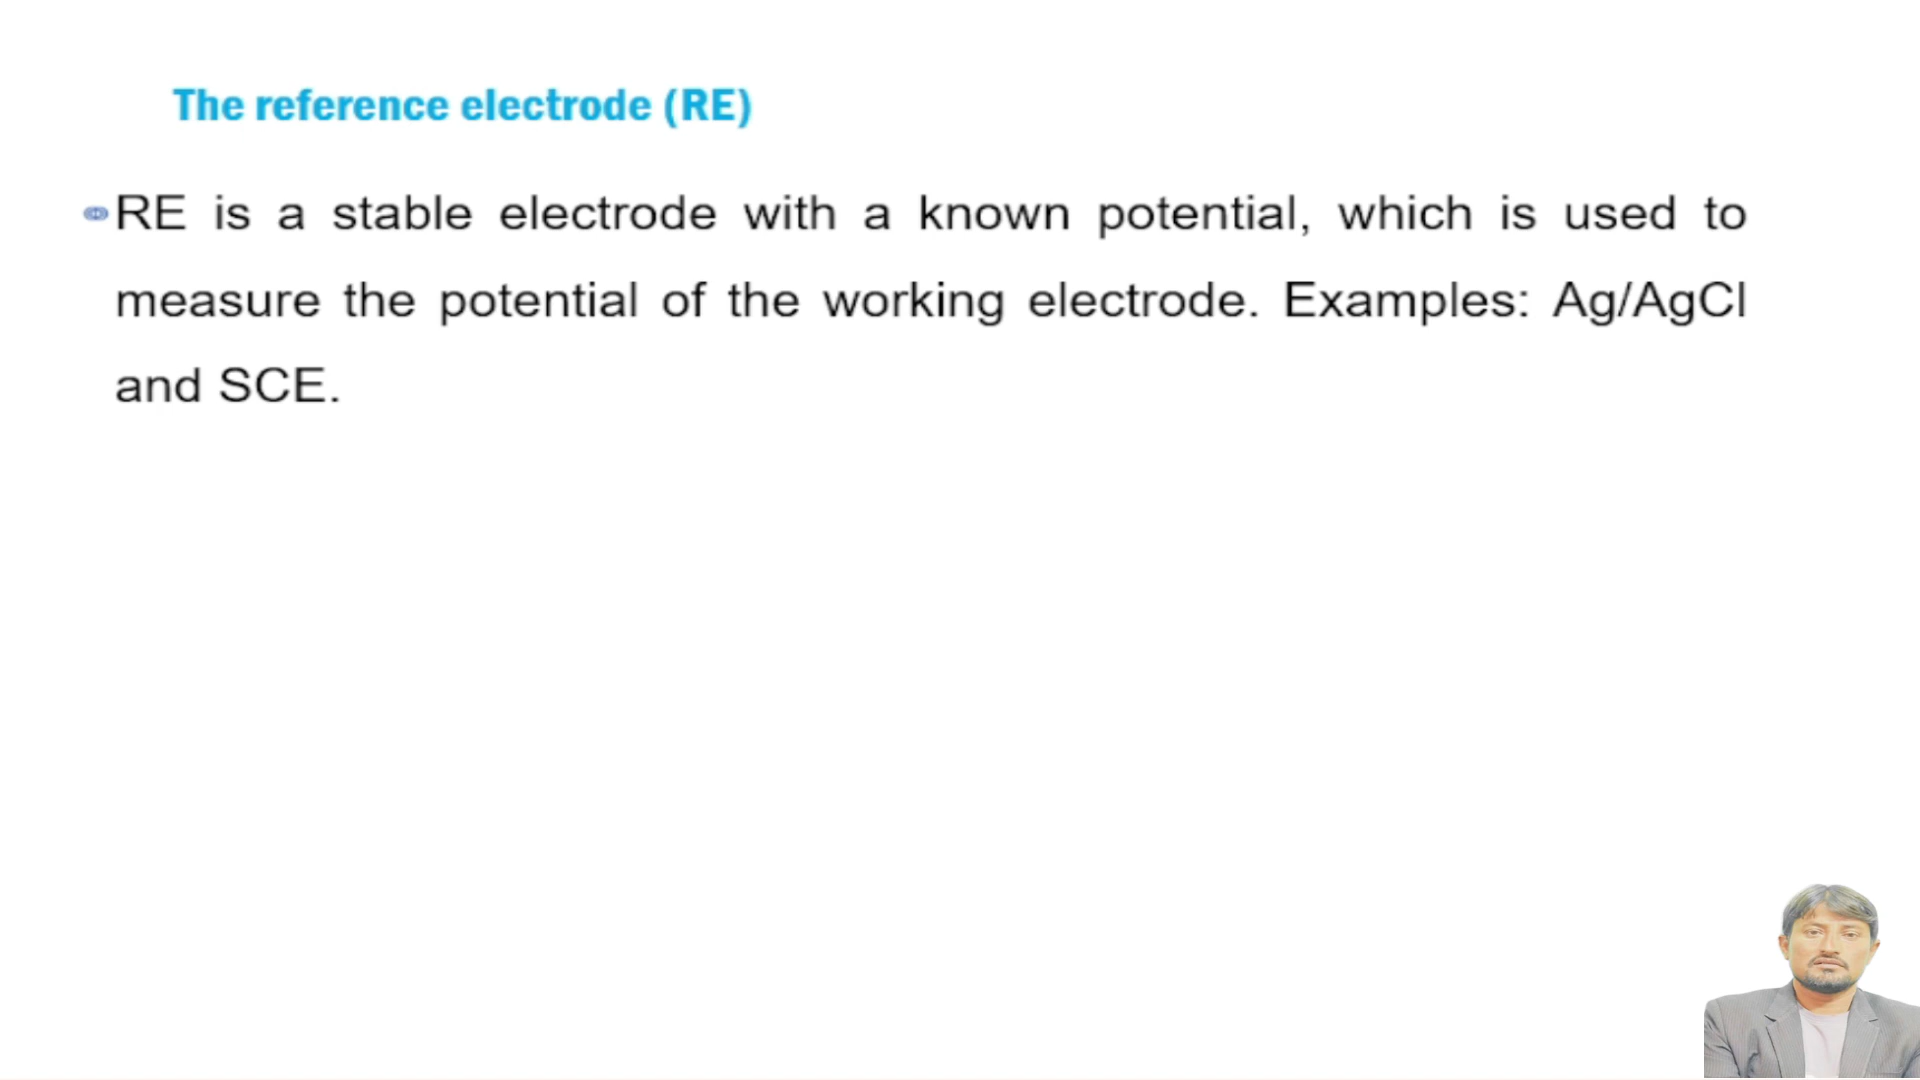 The reference electrode (RE)
RE is a stable electrode with a known potential, which is used to
measure the potential of the working electrode. Examples: Ag/AgCl
and SCE.